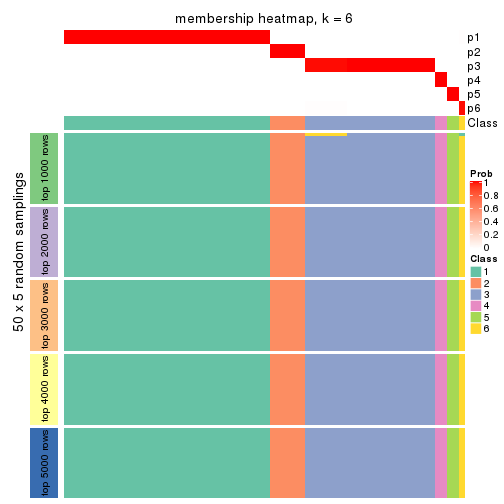 membership heatmap, k = 6
p1
p2
p3
p4
p5
p6
Class
50 x 5 random samplings
top 1000 rows
top 2000 rows
top 3000 rows
top 4000 rows
top 5000 rows
Prob
1
0.8
0.6
0.4
0.2
0
Class
1
2
3
4
5
6